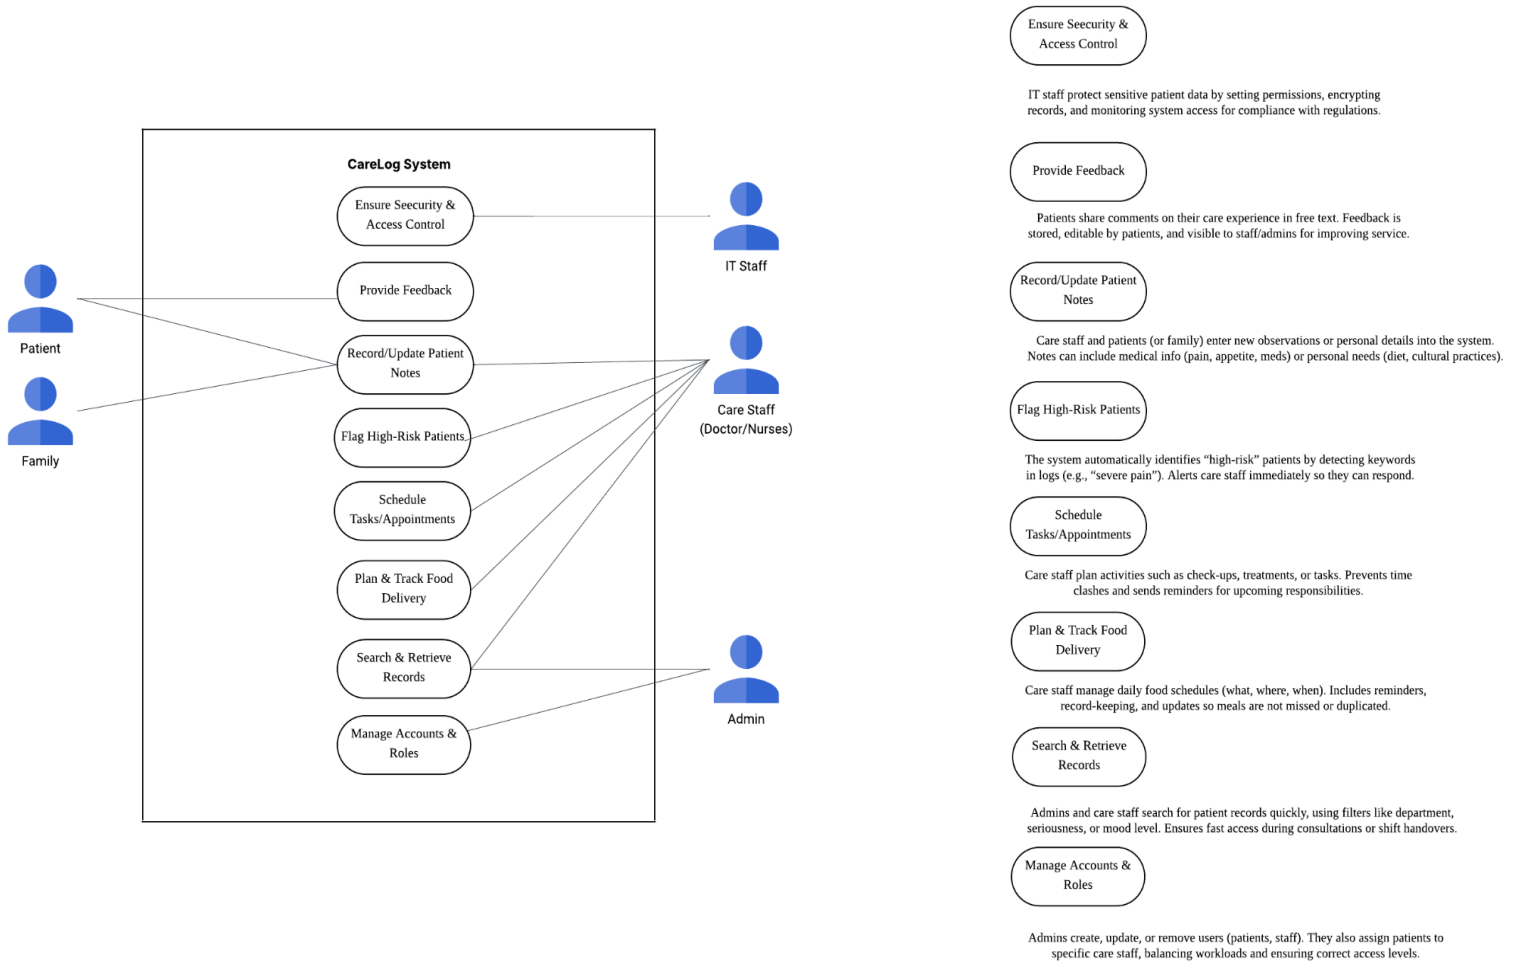 CareLog System
Ensure Seecurity &
Access Control
Provide Feedback
Record/Update Patient
Notes
Flag High-Risk Patients
Schedule
Tasks/Appointments
Plan & Track Food
Delivery
Search & Retrieve
Records
Manage Accounts &
Roles
Patient
Family
IT Staff
Care Staff
(Doctor/Nurses)
Admin
Ensure Seecurity &
Access Control
IT staff protect sensitive patient data by setting permissions, encrypting
records, and monitoring system access for compliance with regulations.
Provide Feedback
Patients share comments on their care experience in free text. Feedback is
stored, editable by patients, and visible to staff/admins for improving service.
Record/Update Patient
Notes
Care staff and patients (or family) enter new observations or personal details into the system.
Notes can include medical info (pain, appetite, meds) or personal needs (diet, cultural practices).
Flag High-Risk Patients
The system automatically identifies “high-risk” patients by detecting keywords
in logs (e.g., “severe pain”). Alerts care staff immediately so they can respond.
Schedule
Tasks/Appointments
Care staff plan activities such as check-ups, treatments, or tasks. Prevents time
clashes and sends reminders for upcoming responsibilities.
Plan & Track Food
Delivery
Care staff manage daily food schedules (what, where, when). Includes reminders,
record-keeping, and updates so meals are not missed or duplicated.
Search & Retrieve
Records
Admins and care staff search for patient records quickly, using filters like department,
seriousness, or mood level. Ensures fast access during consultations or shift handovers.
Manage Accounts &
Roles
Admins create, update, or remove users (patients, staff). They also assign patients to
specific care staff, balancing workloads and ensuring correct access levels.